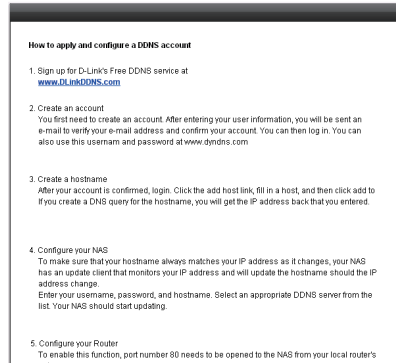 How to apply and configure a DDNS account
1. Sign up for D-Link's Free DDNS service at
www.DLinkDDNS.com
2. Create an account
You first need to create an account. After entering your user information, you will be sent an
e-mail to verify your e-mail address and confirm your account. You can then log in. You can
also use this usernam and password at www.dyndns.com
3. Create a hostname
After your account is confirmed, login. Click the add host link, fill in a host, and then click add to
If you create a DNS query for the hostname, you will get the IP address back that you entered.
4. Configure your NAS
To make sure that your hostname always matches your IP address as it changes, your NAS
has an update client that monitors your IP address and will update the hostname should the IP
address change.
Enter your username, password, and hostname. Select an appropriate DDNS server from the
list. Your NAS should start updating.
5. Configure your Router
To enable this function, port number 80 needs to be opened to the NAS from your local router's